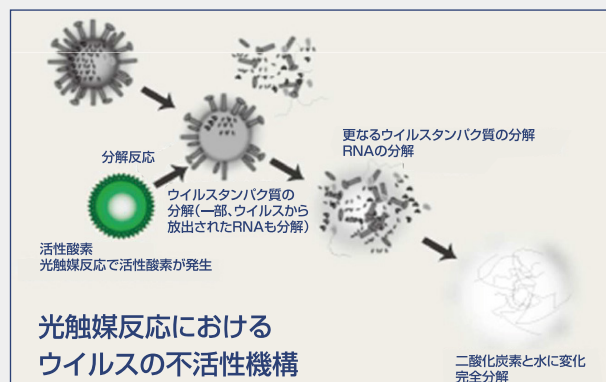 更なるウイルスタンパク質の分解
RNAの分解
分解反応
ウイルスタンパク質の
分解(一部、ウイルスから
放出されたRNAも分解)
活性酸素
光触媒反応で活性酸素が発生
光触媒反応における
ウイルスの不活性機構
二酸化炭素と水に変化
完全分解